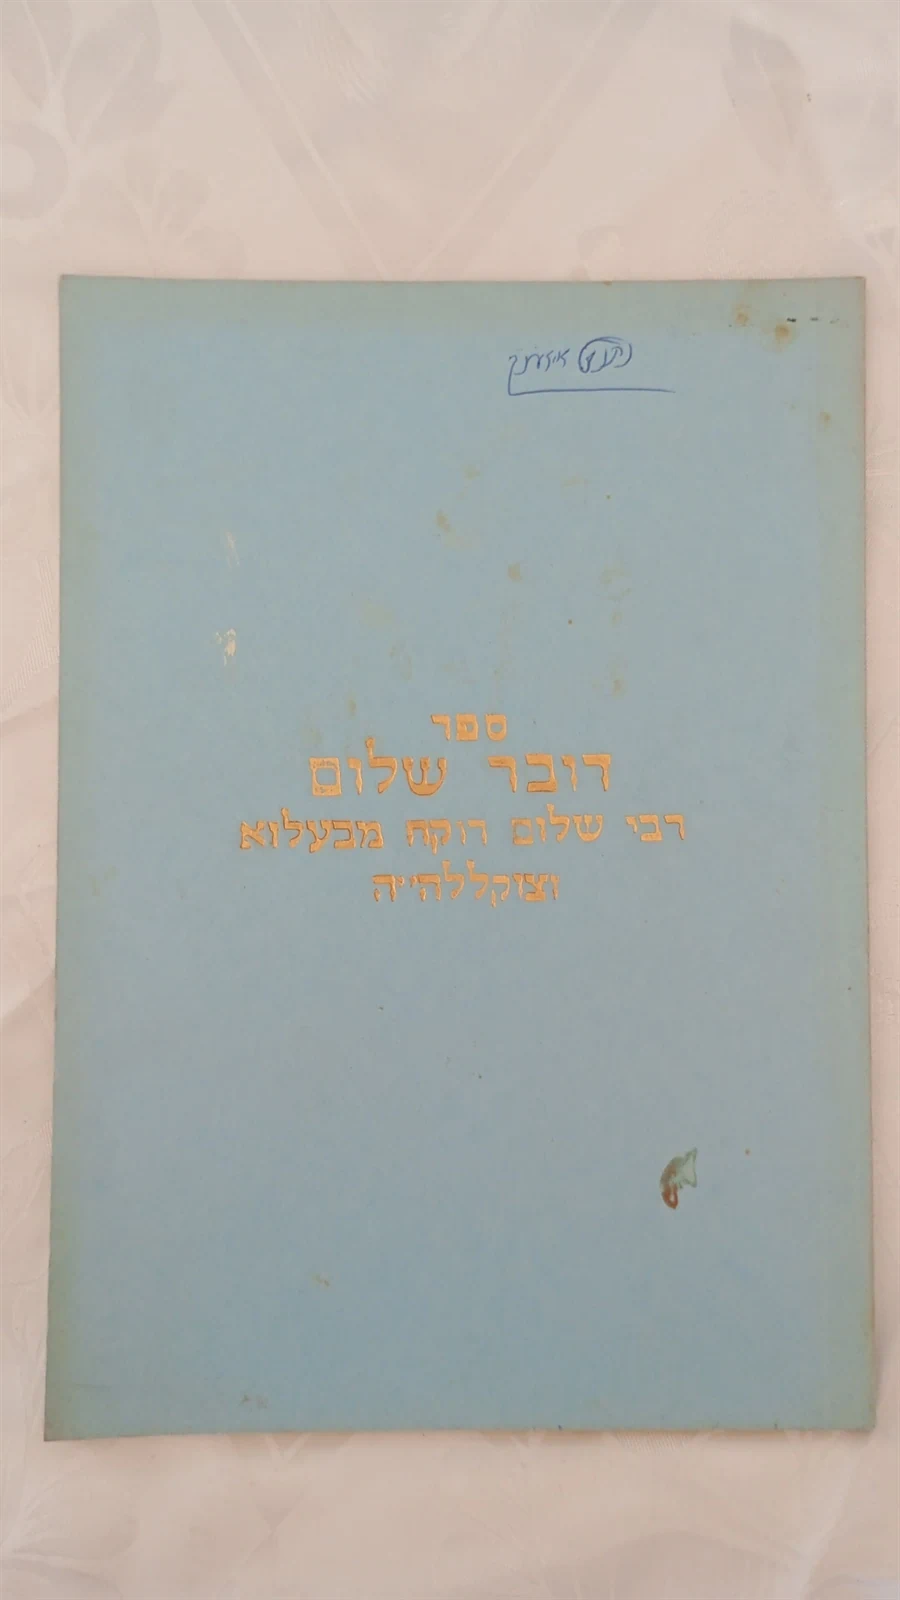 ספר
דובר שלום
רבי שלום רוקח מבעלזא
וצוקללה״ה